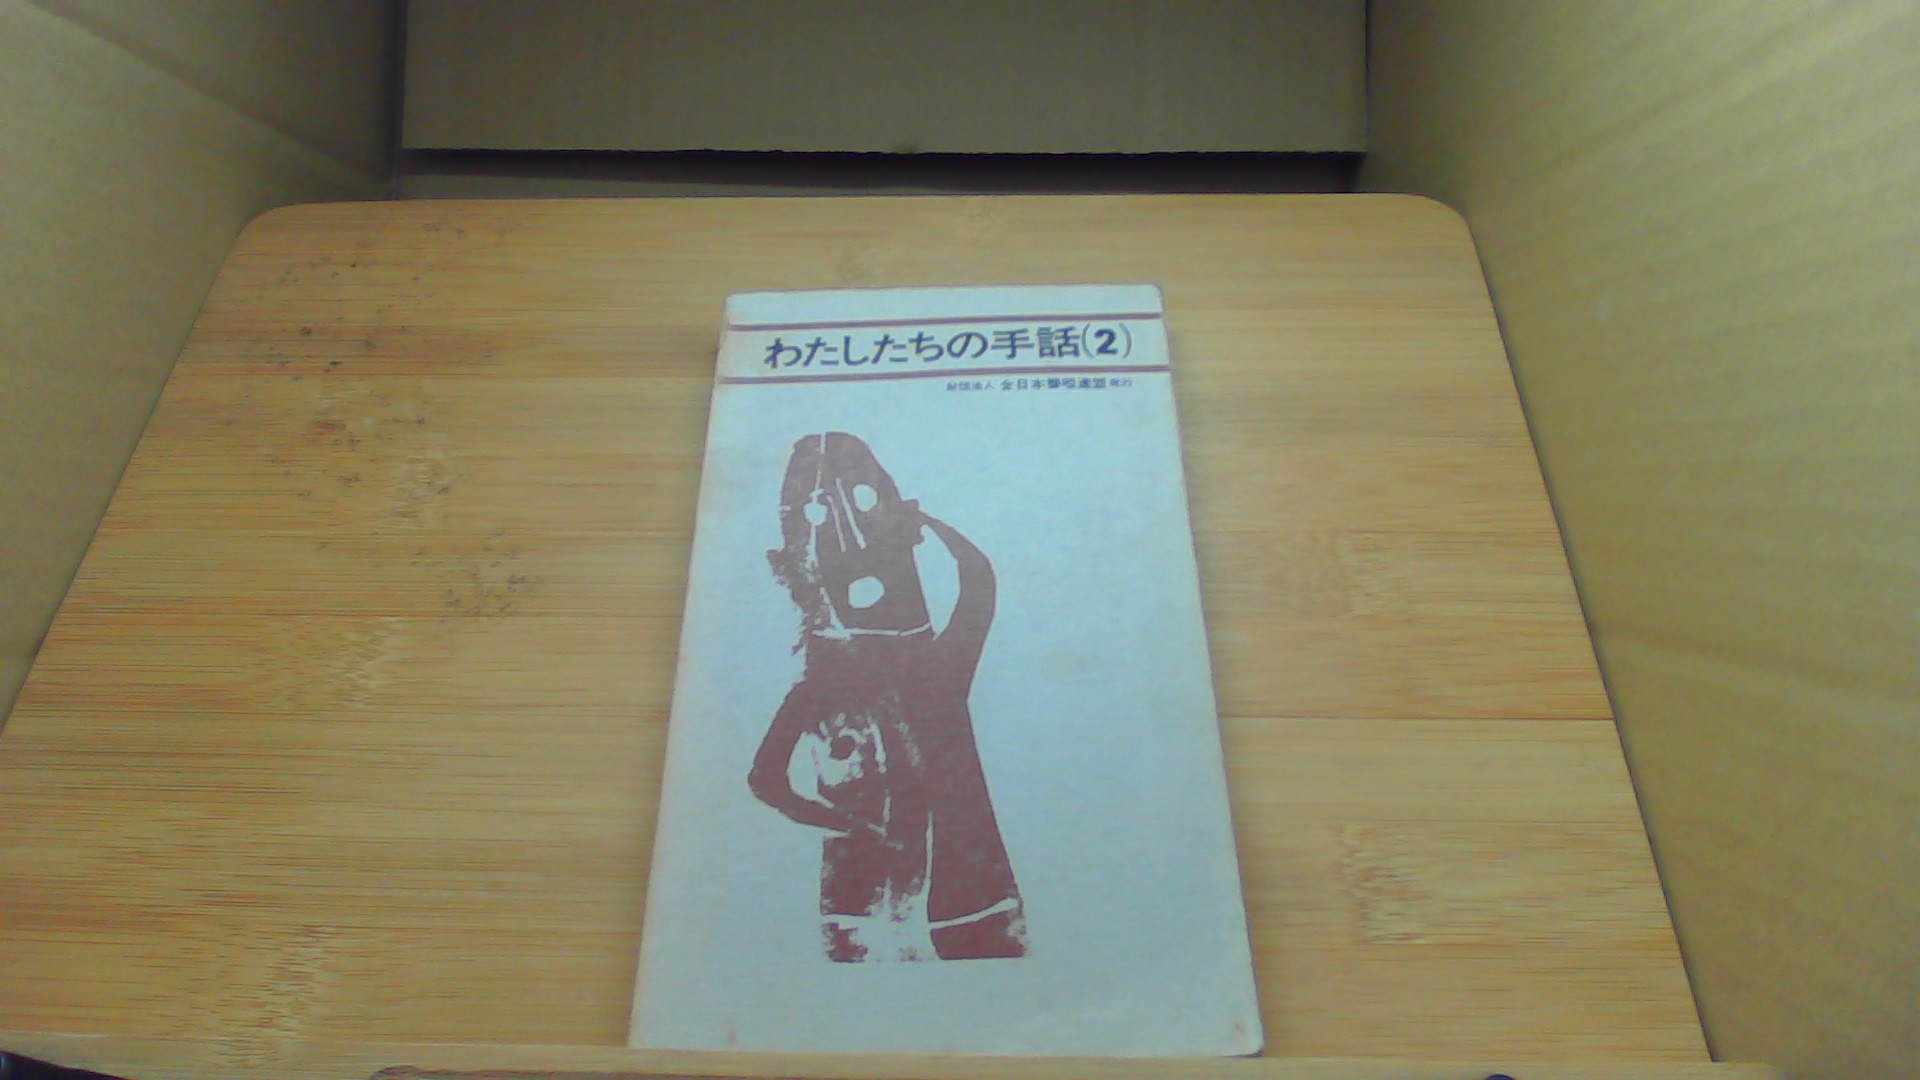 わたしたちの手話(2)
財団法人 全日本聾唖連盟 発行